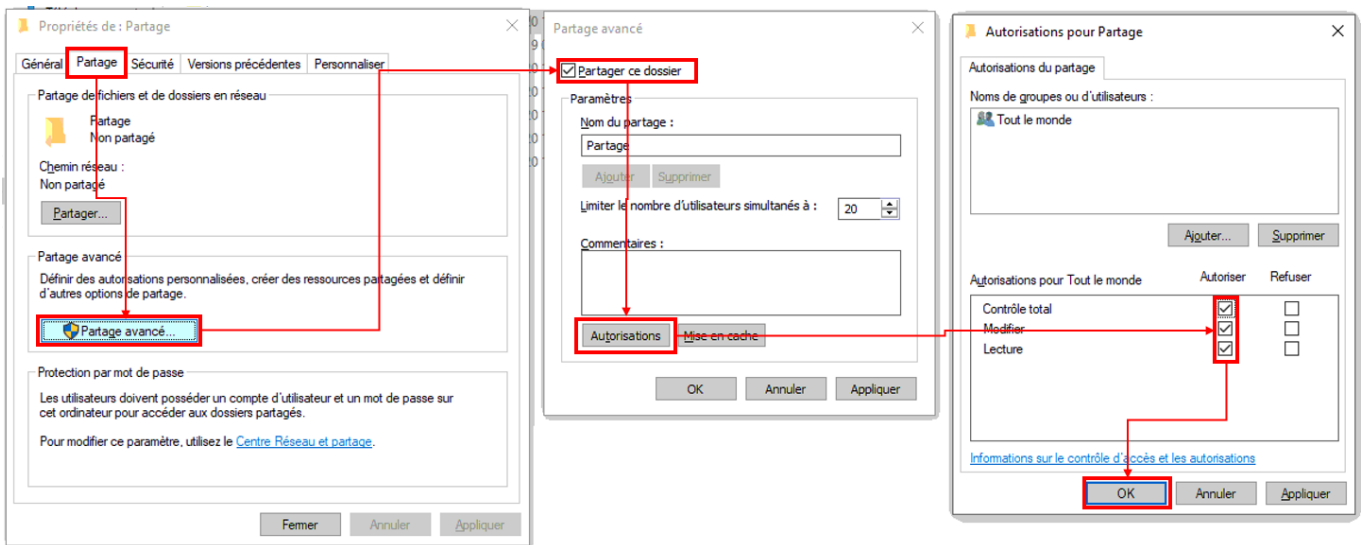 Propriétés de : Partage
Général
Partage
Sécurité
Versions précédentes
Personnaliser
Partage de fichiers et de dossiers en réseau
Partage
Non partagé
Chemin réseau :
Non partagé
Partager...
Partage avancé
Définir des autorisations personnalisées, créer des ressources partagées et définir
d'autres options de partage.
Partage avancé...
Protection par mot de passe
Les utilisateurs doivent posséder un compte d'utilisateur et un mot de passe sur
cet ordinateur pour accéder aux dossiers partagés.
Pour modifier ce paramètre, utilisez le Centre Réseau et partage.
Fermer
Annuler
Appliquer
Partage avancé
Partager ce dossier
Paramètres
Nom du partage :
Partage
Ajouter
Supprimer
Limiter le nombre d'utilisateurs simultanés à :
20
Commentaires :
Autorisations
Mise en cache
OK
Annuler
Appliquer
Autorisations pour Partage
Autorisations du partage
Noms de groupes ou d'utilisateurs :
Tout le monde
Ajouter...
Supprimer
Autorisations pour Tout le monde
Autoriser
Refuser
Contrôle total
Modifier
Lecture
Informations sur le contrôle d'accès et les autorisations
OK
Annuler
Appliquer